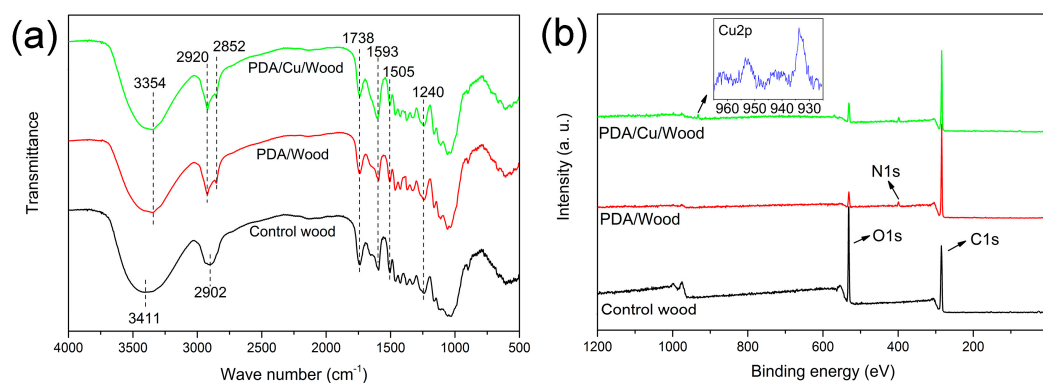 (a)
1738
1593
2920
2852
1505
3354
PDA/Cu/Wood
1240
PDA/Wood
Control wood
2902
3411
Transmittance
4000 3500 3000 2500 2000 1500 1000 500
Wave number (cm⁻¹)
(b)
Cu2p
960 950 940 930
PDA/Cu/Wood
N1s
PDA/Wood
O1s
C1s
Control wood
Intensity (a. u.)
1200 1000 800 600 400 200
Binding energy (eV)